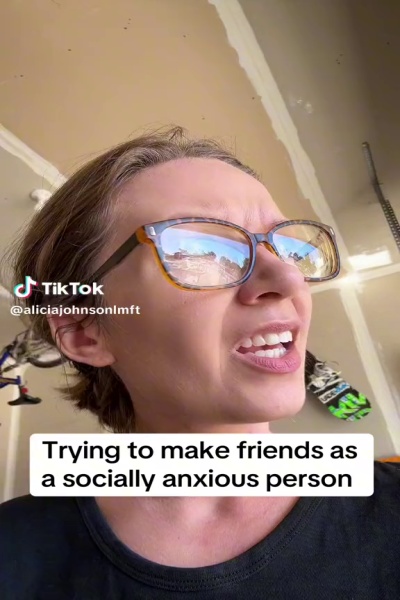 TikTok
@aliciajohnsonlmft
Trying to make friends as
a socially anxious person